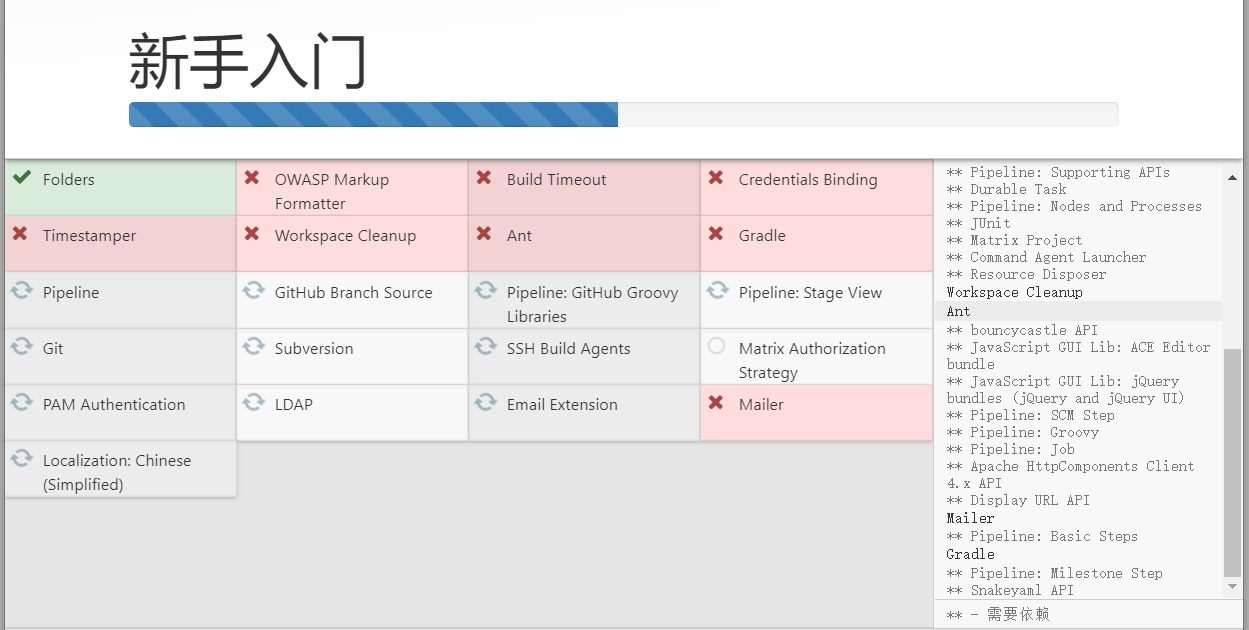 新手入门
Folders
OWASP Markup
Formatter
Build Timeout
Credentials Binding
Timestamper
Workspace Cleanup
Ant
Gradle
Pipeline
GitHub Branch Source
Pipeline: GitHub Groovy
Libraries
Pipeline: Stage View
Git
Subversion
SSH Build Agents
Matrix Authorization
Strategy
PAM Authentication
LDAP
Email Extension
Mailer
Localization: Chinese
(Simplified)
** Pipeline: Supporting APIs
** Durable Task
** Pipeline: Nodes and Processes
** JUnit
** Matrix Project
** Command Agent Launcher
** Resource Disposer
Workspace Cleanup
Ant
** bouncycastle API
** JavaScript GUI Lib: ACE Editor
bundle
** JavaScript GUI Lib: jQuery
bundles (jQuery and jQuery UI)
** Pipeline: SCM Step
** Pipeline: Groovy
** Pipeline: Job
** Apache HttpComponents Client
4.x API
** Display URL API
Mailer
** Pipeline: Basic Steps
Gradle
** Pipeline: Milestone Step
** Snakeyaml API
** - 需要依赖